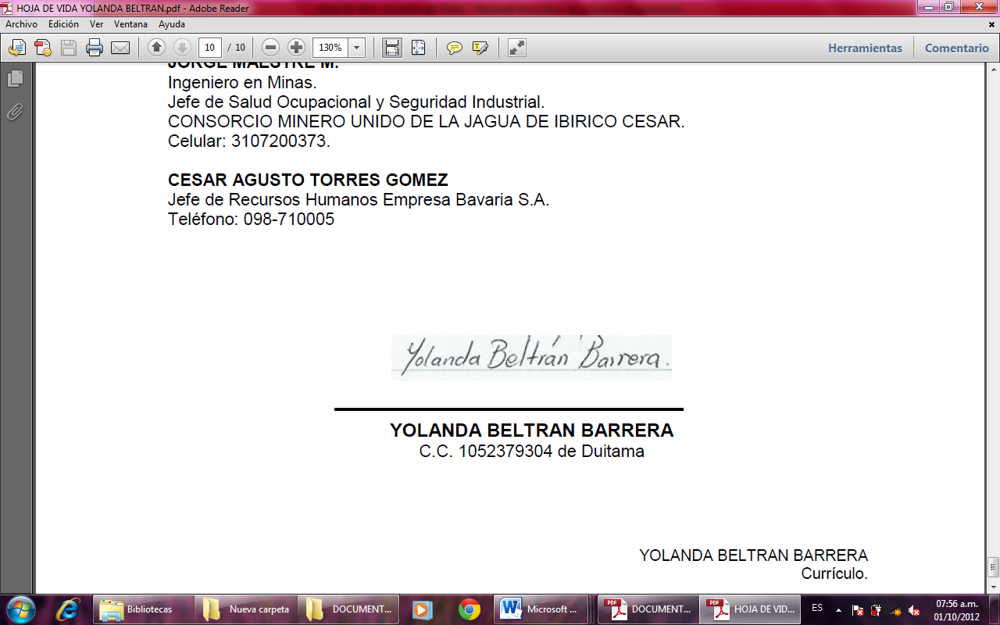 HOJA DE VIDA YOLANDA BELTRAN.pdf - Adobe Reader
Archivo Edición Ver Ventana Ayuda
10 / 10 130% Herramientas Comentario
JORGE MAESTRE M.
Ingeniero en Minas.
Jefe de Salud Ocupacional y Seguridad Industrial.
CONSORCIO MINERO UNIDO DE LA JAGUA DE IBIRICO CESAR.
Celular: 3107200373.
CESAR AGUSTO TORRES GOMEZ
Jefe de Recursos Humanos Empresa Bavaria S.A.
Teléfono: 098-710005
Yolanda Beltrán Barrera.
YOLANDA BELTRAN BARRERA
C.C. 1052379304 de Duitama
YOLANDA BELTRAN BARRERA
Currículo.
Bibliotecas Nueva carpeta DOCUMENT... Microsoft ... DOCUMENT... HOJA DE VID... ES 07:56 a.m.
01/10/2012